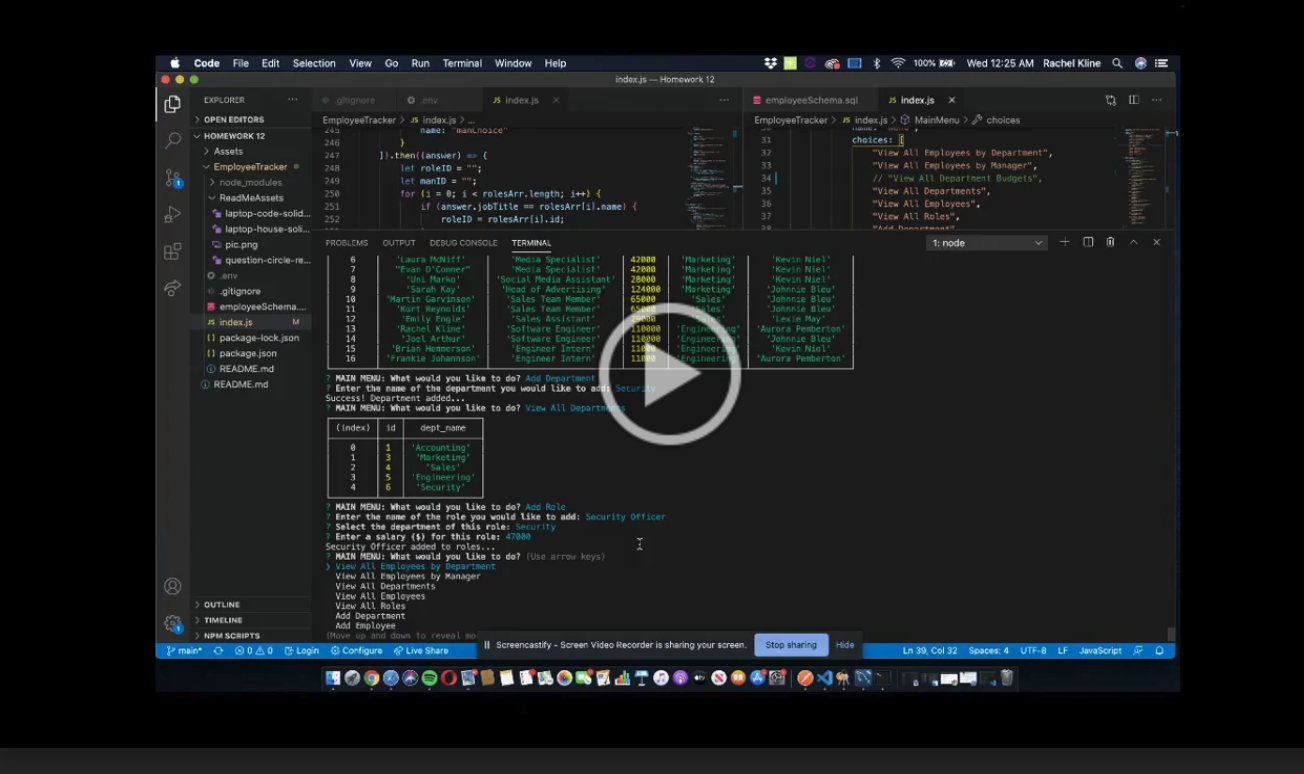 Code File Edit Selection View Go Run Terminal Window Help 100% Wed 12:25 AM Rachel Kline
index.js — Homework 12
EXPLORER ···
OPEN EDITORS
HOMEWORK 12
Assets
EmployeeTracker
node_modules
ReadMeAssets
laptop-code-solid...
laptop-house-soli...
pic.png
question-circle-re...
.env
.gitignore
employeeSchema....
JS index.js M
package-lock.json
package.json
README.md
README.md
OUTLINE
TIMELINE
NPM SCRIPTS
.gitignore .env JS index.js ···
EmployeeTracker > JS index.js > ...
245 name: "manChoice"
246 }
247 ]).then((answer) => {
248 let roleID = "";
249 let manID = "";
250 for (i = 0; i < rolesArr.length; i++) {
251 if (answer.jobTitle == rolesArr[i].name) {
252 roleID = rolesArr[i].id;
employeeSchema.sql JS index.js ···
EmployeeTracker > JS index.js > MainMenu > choices
31 choices: [
32 "View All Employees by Department",
33 "View All Employees by Manager",
34 // "View All Department Budgets",
35 "View All Departments",
36 "View All Employees",
37 "View All Roles",
38 "Add Department",
PROBLEMS OUTPUT DEBUG CONSOLE TERMINAL 1: node
6 'Laura McNiff' 'Media Specialist' 42000 'Marketing' 'Kevin Niel'
7 "Evan D'Conner" 'Media Specialist' 42000 'Marketing' 'Kevin Niel'
8 'Uni Marko' 'Social Media Assistant' 28000 'Marketing' 'Kevin Niel'
9 'Sarah Kay' 'Head of Advertising' 124000 'Marketing' 'Johnnie Bleu'
10 'Martin Garvinson' 'Sales Team Member' 65000 'Sales' 'Johnnie Bleu'
11 'Kurt Reynolds' 'Sales Team Member' 65000 'Sales' 'Johnnie Bleu'
12 'Emily Engle' 'Sales Assistant' 'Sales' 'Lexie May'
13 'Rachel Kline' 'Software Engineer' 110000 'Engineering' 'Aurora Pemberton'
14 'Joel Arthur' 'Software Engineer' 110000 'Engineering' 'Johnnie Bleu'
15 'Brian Hemmerson' 'Engineer Intern' 11000 'Engineering' 'Kevin Niel'
16 'Frankie Johannson' 'Engineer Intern' 11000 'Engineering' 'Aurora Pemberton'
? MAIN MENU: What would you like to do? Add Department
? Enter the name of the department you would like to add: Security
Success! Department added...
? MAIN MENU: What would you like to do? View All Departments
(index) id dept_name
0 1 'Accounting'
1 3 'Marketing'
2 4 'Sales'
3 5 'Engineering'
4 6 'Security'
? MAIN MENU: What would you like to do? Add Role
? Enter the name of the role you would like to add: Security Officer
? Select the department of this role: Security
? Enter a salary ($) for this role: 47000
Security Officer added to roles...
? MAIN MENU: What would you like to do? (Use arrow keys)
❯ View All Employees by Department
View All Employees by Manager
View All Departments
View All Employees
View All Roles
Add Department
Add Employee
(Move up and down to reveal mo
Screencastify - Screen Video Recorder is sharing your screen. Stop sharing Hide
main* 0 0 Login Configure Live Share Ln 39, Col 32 Spaces: 4 UTF-8 LF JavaScript